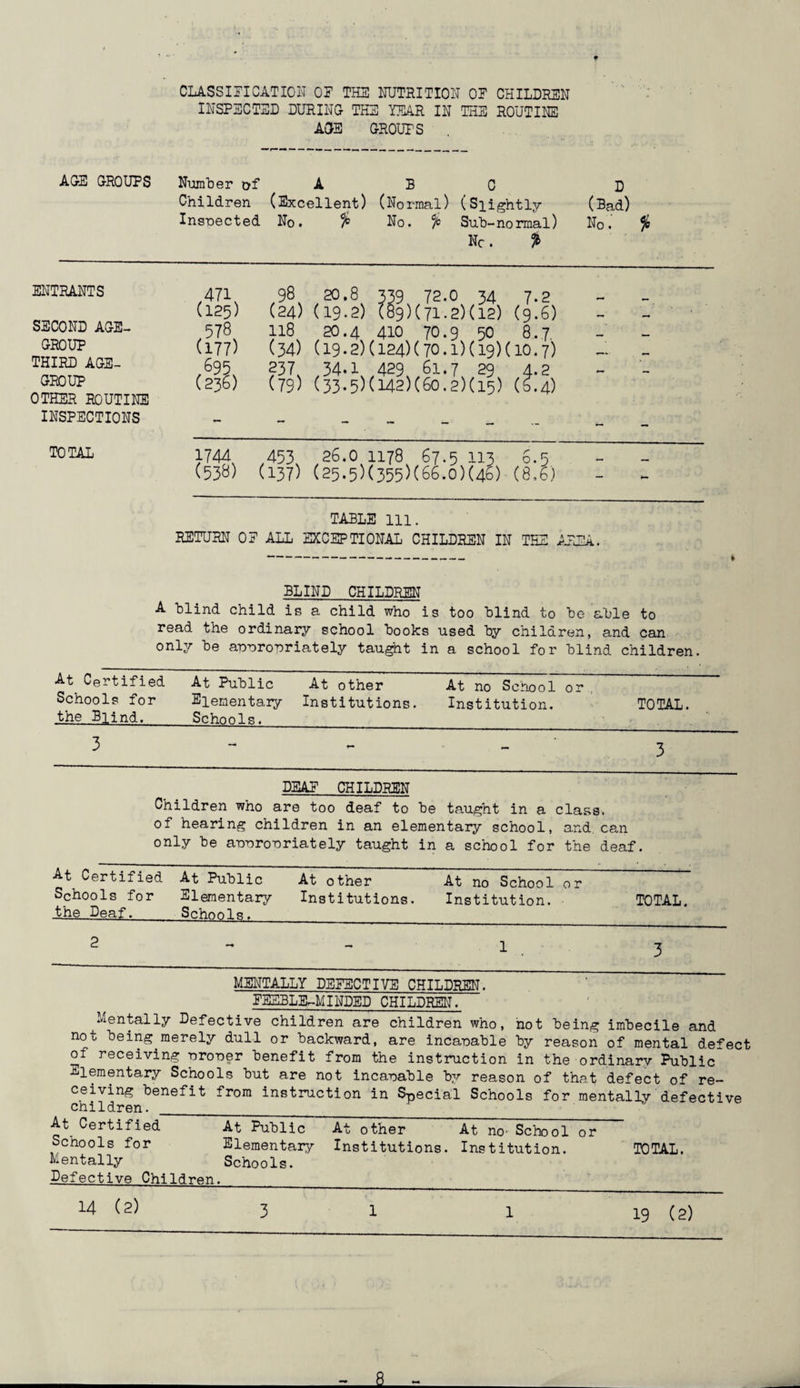 CLASSIFICATION OF THE NUTRITION OF CHILDREN
INSPECTED DURING THE YEAR IN THE ROUTINE
AGE GROUPS .
AGE GROUPS Number of A B C D
Children (Excellent) (Normal) (Slightly (Bad)
Inspected No. % No. % Sub-normal) No. %
No. %
ENTRANTS 471 98 20.8 339 72.0 34 7.2 - -
(125) (24) (19.2) (89)(71.2)(12) (9.6) - -
SECOND AGE- 578 118 20.4 410 70.9 50 8.7 - -
GROUP (177) (34) (19.2)(124)(70.1)(19)(10.7) - -
THIRD AGE- 695 237 34.1 429 61.7 29 4.2 - -
GROUP (236) (79) (33.5)(142)(60.2)(15) (6.4)
OTHER ROUTINE
INSPECTIONS - - - - - - - -
TOTAL 1744 453 26.0 1178 67.5 113 6.5 - -
(538) (137) (25.5)(355)(66.0)(46) (8.6) - -
TABLE 111.
RETURN OF ALL EXCEPTIONAL CHILDREN IN THE AREA.
BLIND CHILDREN
A blind child is a child who is too blind to be able to
read the ordinary school books used by children, and can
only be appropriately taught in a school for blind children.
At Certified At Public At other At no School or
Schools for Elementary Institutions. Institution. TOTAL.
the Blind. Schools.
3 - - - 3
DEAF CHILDREN
Children who are too deaf to be taught in a class.
of hearing children in an elementary school, and can
only be appropriately taught in a school for the deaf.
At Certified At Public At other At no School or
Schools for Elementary Institutions. Institution. TOTAL.
the Deaf. Schools.
2 - - 1 3
MENTALLY DEFECTIVE CHILDREN.
FEEBLE-MINDED CHILDREN.
Mentally Defective children are children who, not being imbecile and
not being merely dull or backward, are incapable by reason of mental defect
of receiving proper benefit from the instruction in the ordinary Public
Elementary Schools but are not incapable by reason of that defect of re-
ceiving benefit from instruction in Special Schools for mentally defective
children.
At Certified At Public At other At no School or
Schools for Elementary Institutions. Institution. TOTAL.
Mentally Schools.
Defective Children.
14 (2) 3 1 1 19 (2)
- 8 -